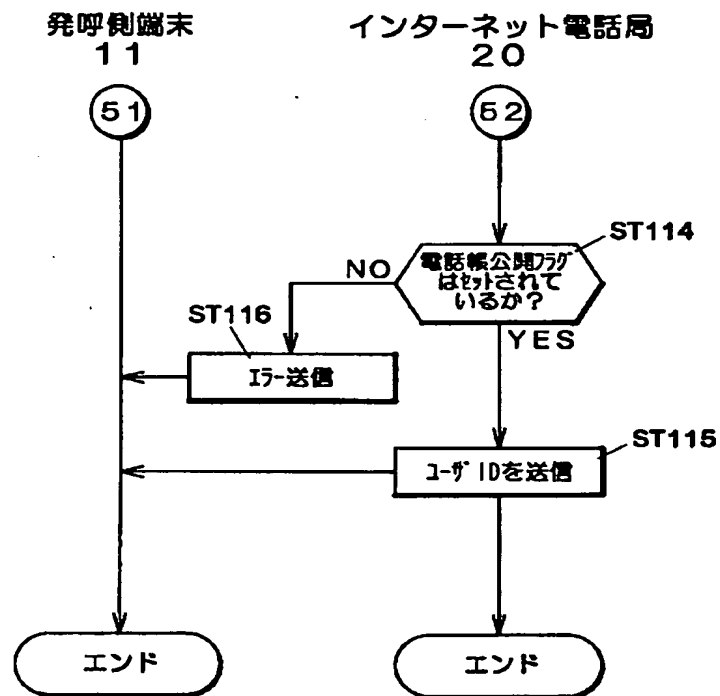 発呼側端末
11
インターネット電話局
20
51
52
ST114
電話帳公開フラグ
はセットされて
いるか?
NO
YES
ST116
エラー送信
ST115
ユーザIDを送信
エンド
エンド